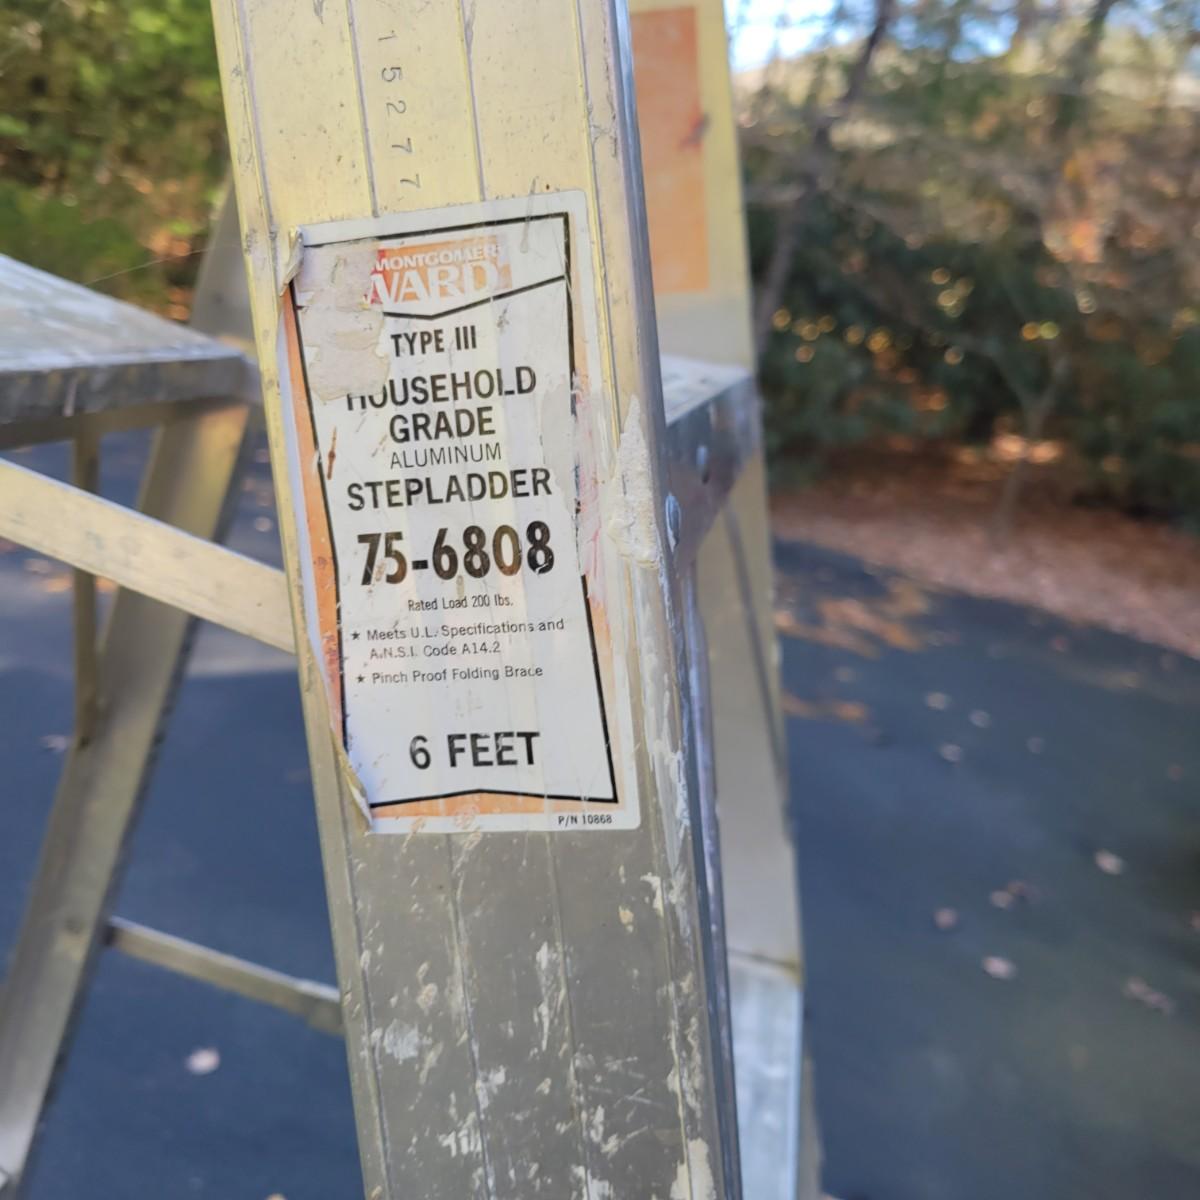 15277
MONTGOMER
WARD
TYPE III
HOUSEHOLD
GRADE
ALUMINUM
STEPLADDER
75-6808
Rated Load 200 lbs.
★ Meets U.L. Specifications and
A.N.S.I. Code A14.2
★ Pinch Proof Folding Brace
6 FEET
P/N 10868